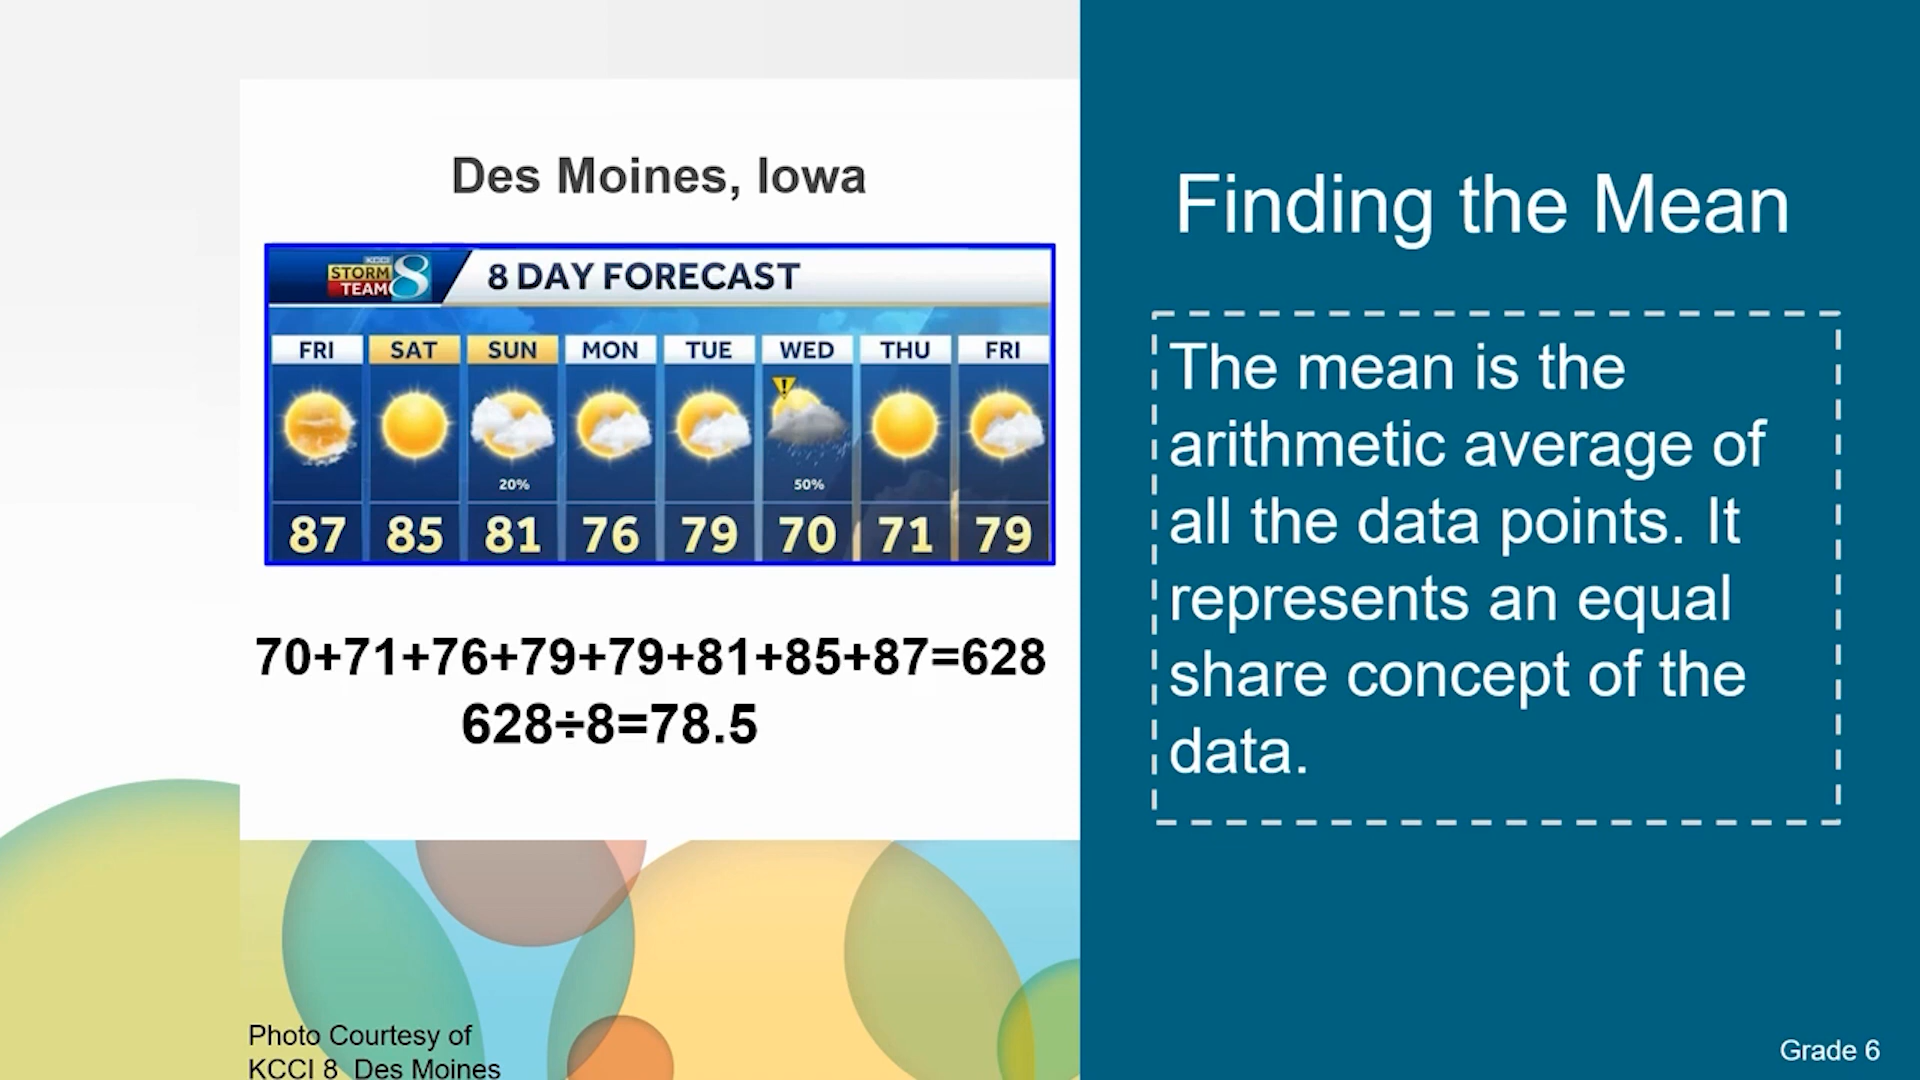 Des Moines, Iowa
KCCI
STORM
TEAM 8
8 DAY FORECAST
FRI SAT SUN MON TUE WED THU FRI
!
20% 50%
87 85 81 76 79 70 71 79
70+71+76+79+79+81+85+87=628
628÷8=78.5
Photo Courtesy of
KCCI 8 Des Moines
Finding the Mean
The mean is the
arithmetic average of
all the data points. It
represents an equal
share concept of the
data.
Grade 6